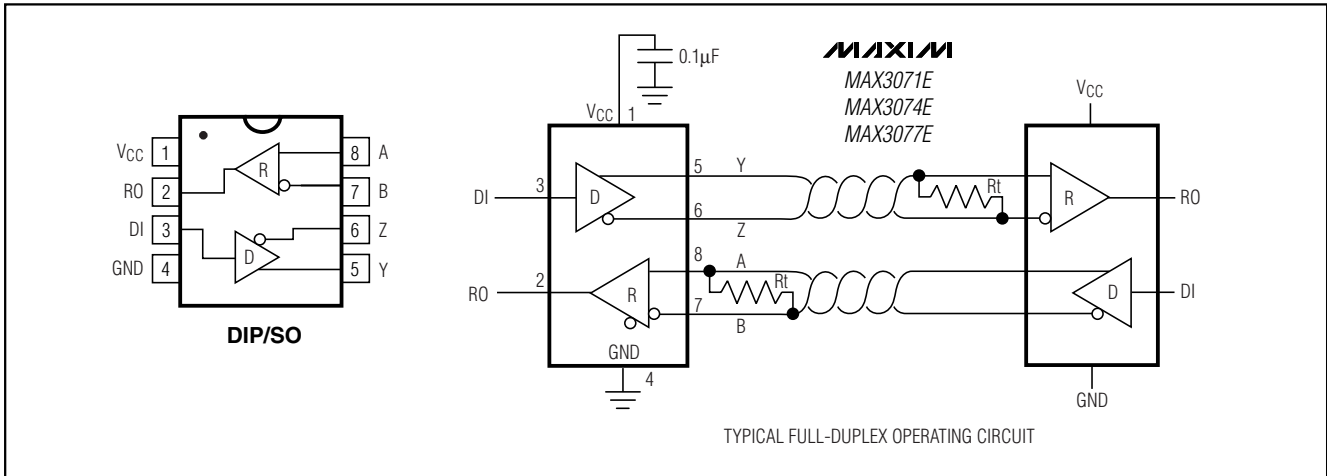 VCC 1
RO 2
DI 3
GND 4
8 A
7 B
6 Z
5 Y
R
D
DIP/SO
0.1µF
VCC 1
DI 3
D
5 Y
6
Z
RO 2
R
8 A
7
B
Rt
GND
4
MAXIM
MAX3071E
MAX3074E
MAX3077E
VCC
Rt
R
RO
D
DI
GND
TYPICAL FULL-DUPLEX OPERATING CIRCUIT